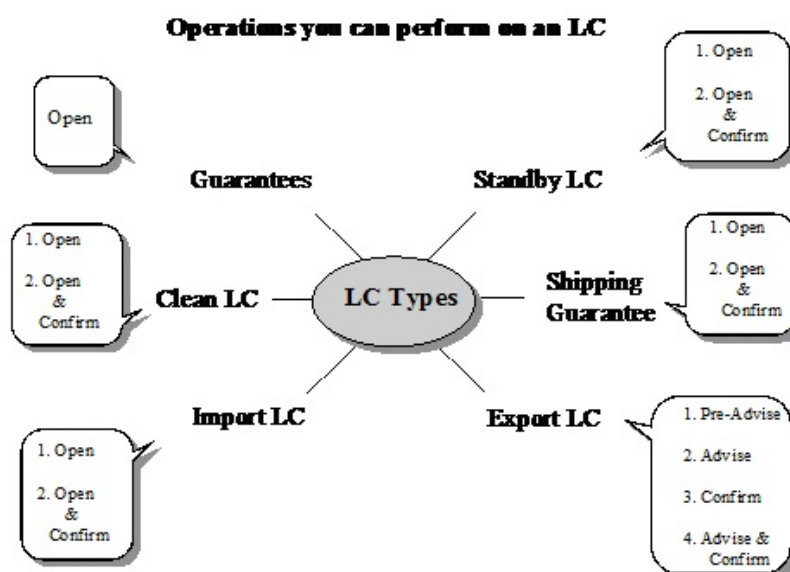 Operations you can perform on an LC
Open
Guarantees
1. Open
2. Open
&
Confirm
Standby LC
1. Open
2. Open
&
Confirm
Clean LC
LC Types
Shipping
Guarantee
1. Open
2. Open
&
Confirm
1. Open
2. Open
&
Confirm
Import LC
Export LC
1. Pre-Advise
2. Advise
3. Confirm
4. Advise &
Confirm